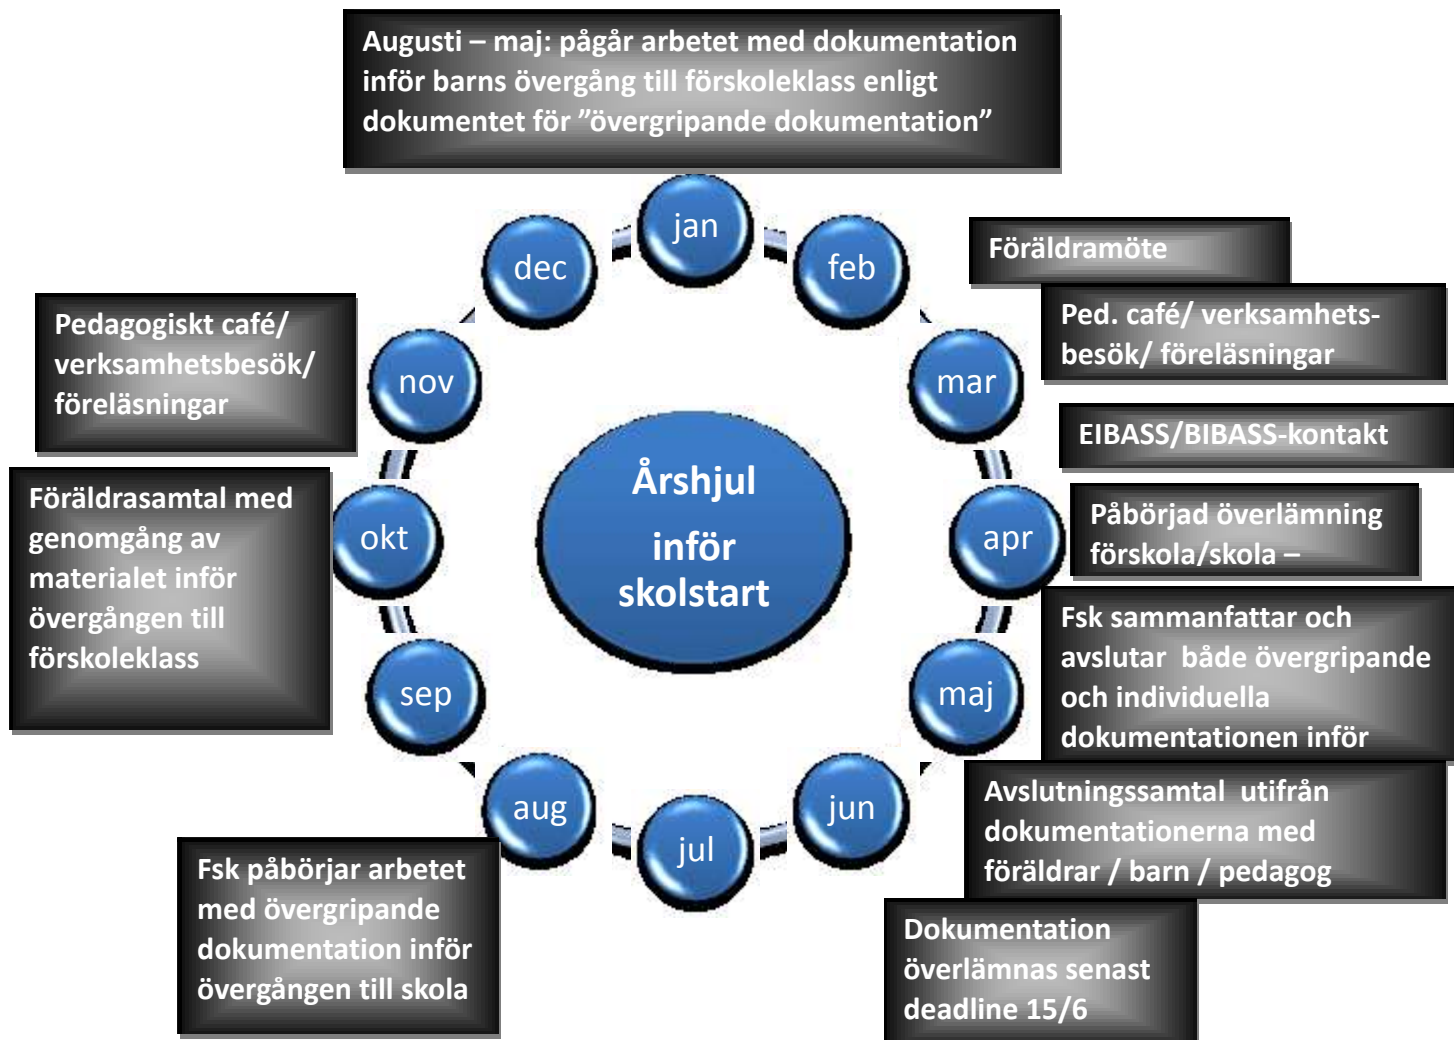 Augusti – maj: pågår arbetet med dokumentation
inför barns övergång till förskoleklass enligt
dokumentet för ”övergripande dokumentation”
jan
feb
mar
apr
maj
jun
jul
aug
sep
okt
nov
dec
Årshjul
inför
skolstart
Föräldramöte
Ped. café/ verksamhets-
besök/ föreläsningar
EIBASS/BIBASS-kontakt
Påbörjad överlämning
förskola/skola –
Fsk sammanfattar och
avslutar  både övergripande
och individuella
dokumentationen inför
Avslutningssamtal  utifrån
dokumentationerna med
föräldrar / barn / pedagog
Dokumentation
överlämnas senast
deadline 15/6
Fsk påbörjar arbetet
med övergripande
dokumentation inför
övergången till skola
Föräldrasamtal med
genomgång av
materialet inför
övergången till
förskoleklass
Pedagogiskt café/
verksamhetsbesök/
föreläsningar